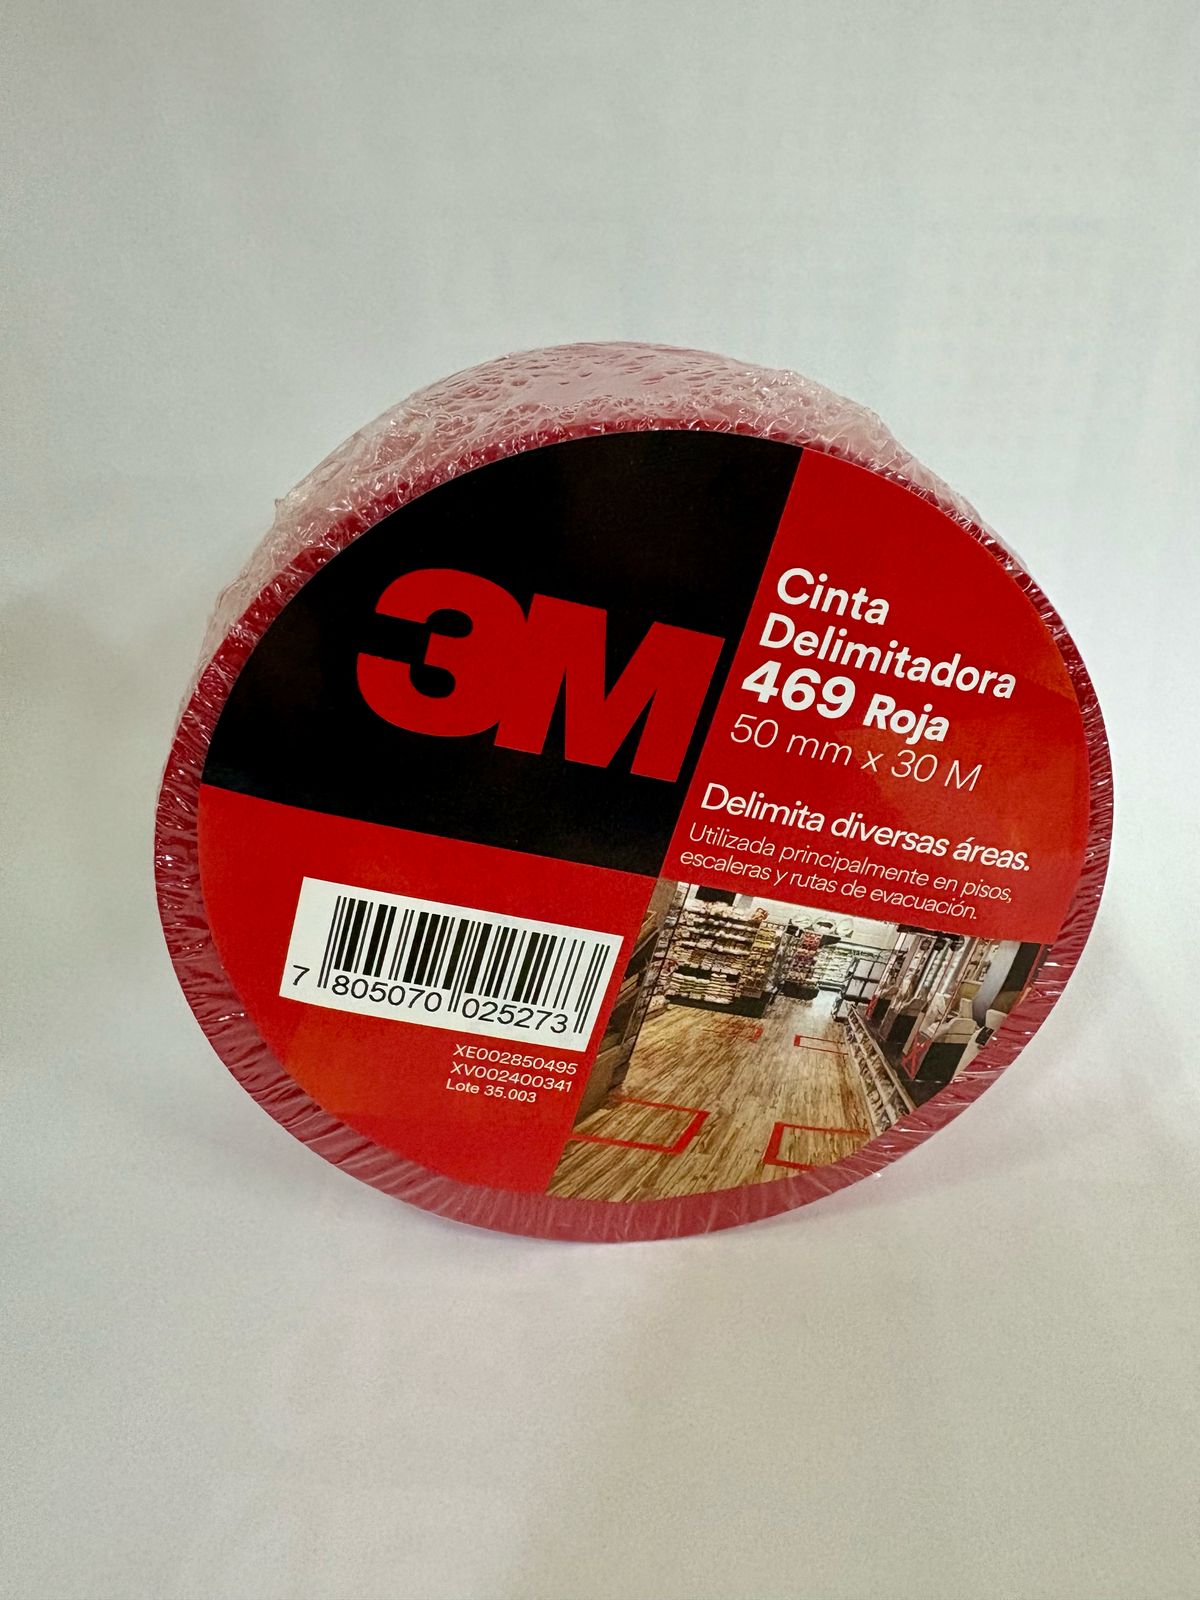 3M
Cinta
Delimitadora
469 Roja
50 mm x 30 M
Delimita diversas áreas.
Utilizada principalmente en pisos,
escaleras y rutas de evacuación.
7 805070 025273
XE002850495
XV002400341
Lote 35.003